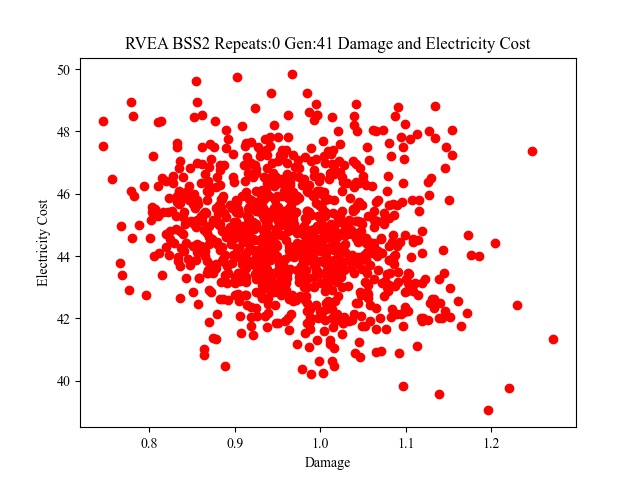 RVEA BSS2 Repeats:0 Gen:41 Damage and Electricity Cost
50
48
46
44
42
40
Electricity Cost
0.8 0.9 1.0 1.1 1.2
Damage